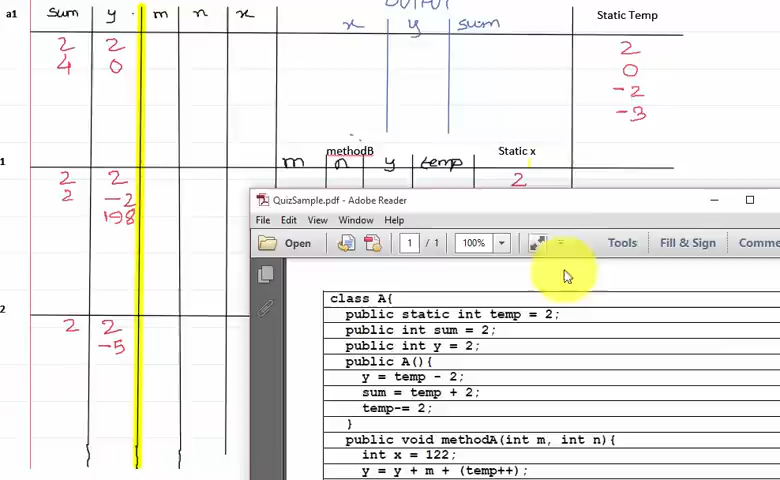 OUTPUT
a1 sum y m n x x y sum Static Temp
2 2 2
4 0 0
-2
-3
methodB Static x
1 m n y temp
2 2 2
2 -2
198
2 2 2
-5
QuizSample.pdf - Adobe Reader
File Edit View Window Help
Open 1 / 1 100% Tools Fill & Sign Comme
class A{
public static int temp = 2;
public int sum = 2;
public int y = 2;
public A(){
y = temp - 2;
sum = temp + 2;
temp-= 2;
}
public void methodA(int m, int n){
int x = 122;
y = y + m + (temp++);